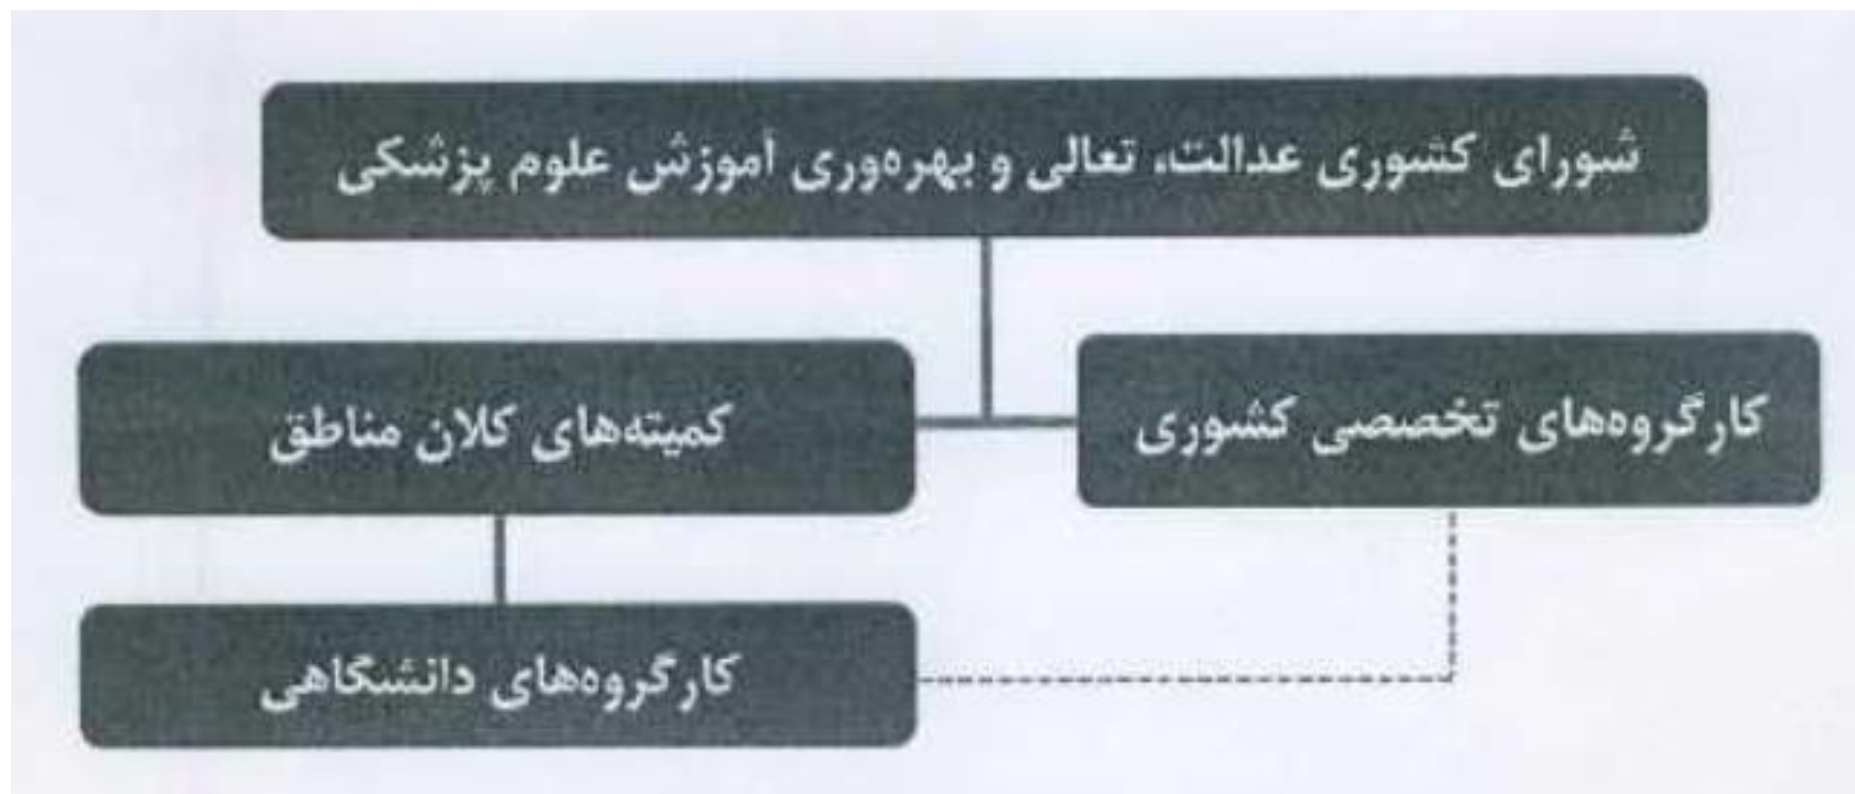 شورای کشوری عدالت، تعالی و بهره‌وری آموزش علوم پزشکی
کارگروه‌های تخصصی کشوری
کمیته‌های کلان مناطق
کارگروه‌های دانشگاهی